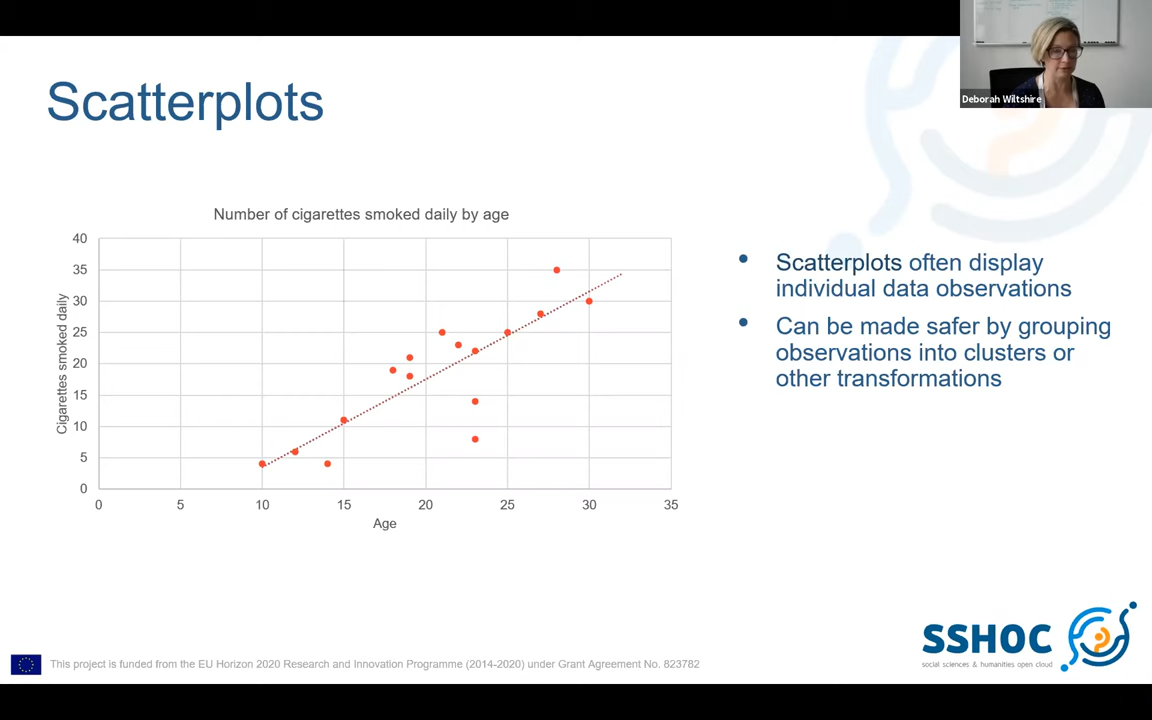 Deborah Wiltshire
Scatterplots
Number of cigarettes smoked daily by age
40
35
30
25
20
15
10
5
0
Cigarettes smoked daily
0 5 10 15 20 25 30 35
Age
• Scatterplots often display
individual data observations
• Can be made safer by grouping
observations into clusters or
other transformations
SSHOC
social sciences & humanities open cloud
This project is funded from the EU Horizon 2020 Research and Innovation Programme (2014-2020) under Grant Agreement No. 823782